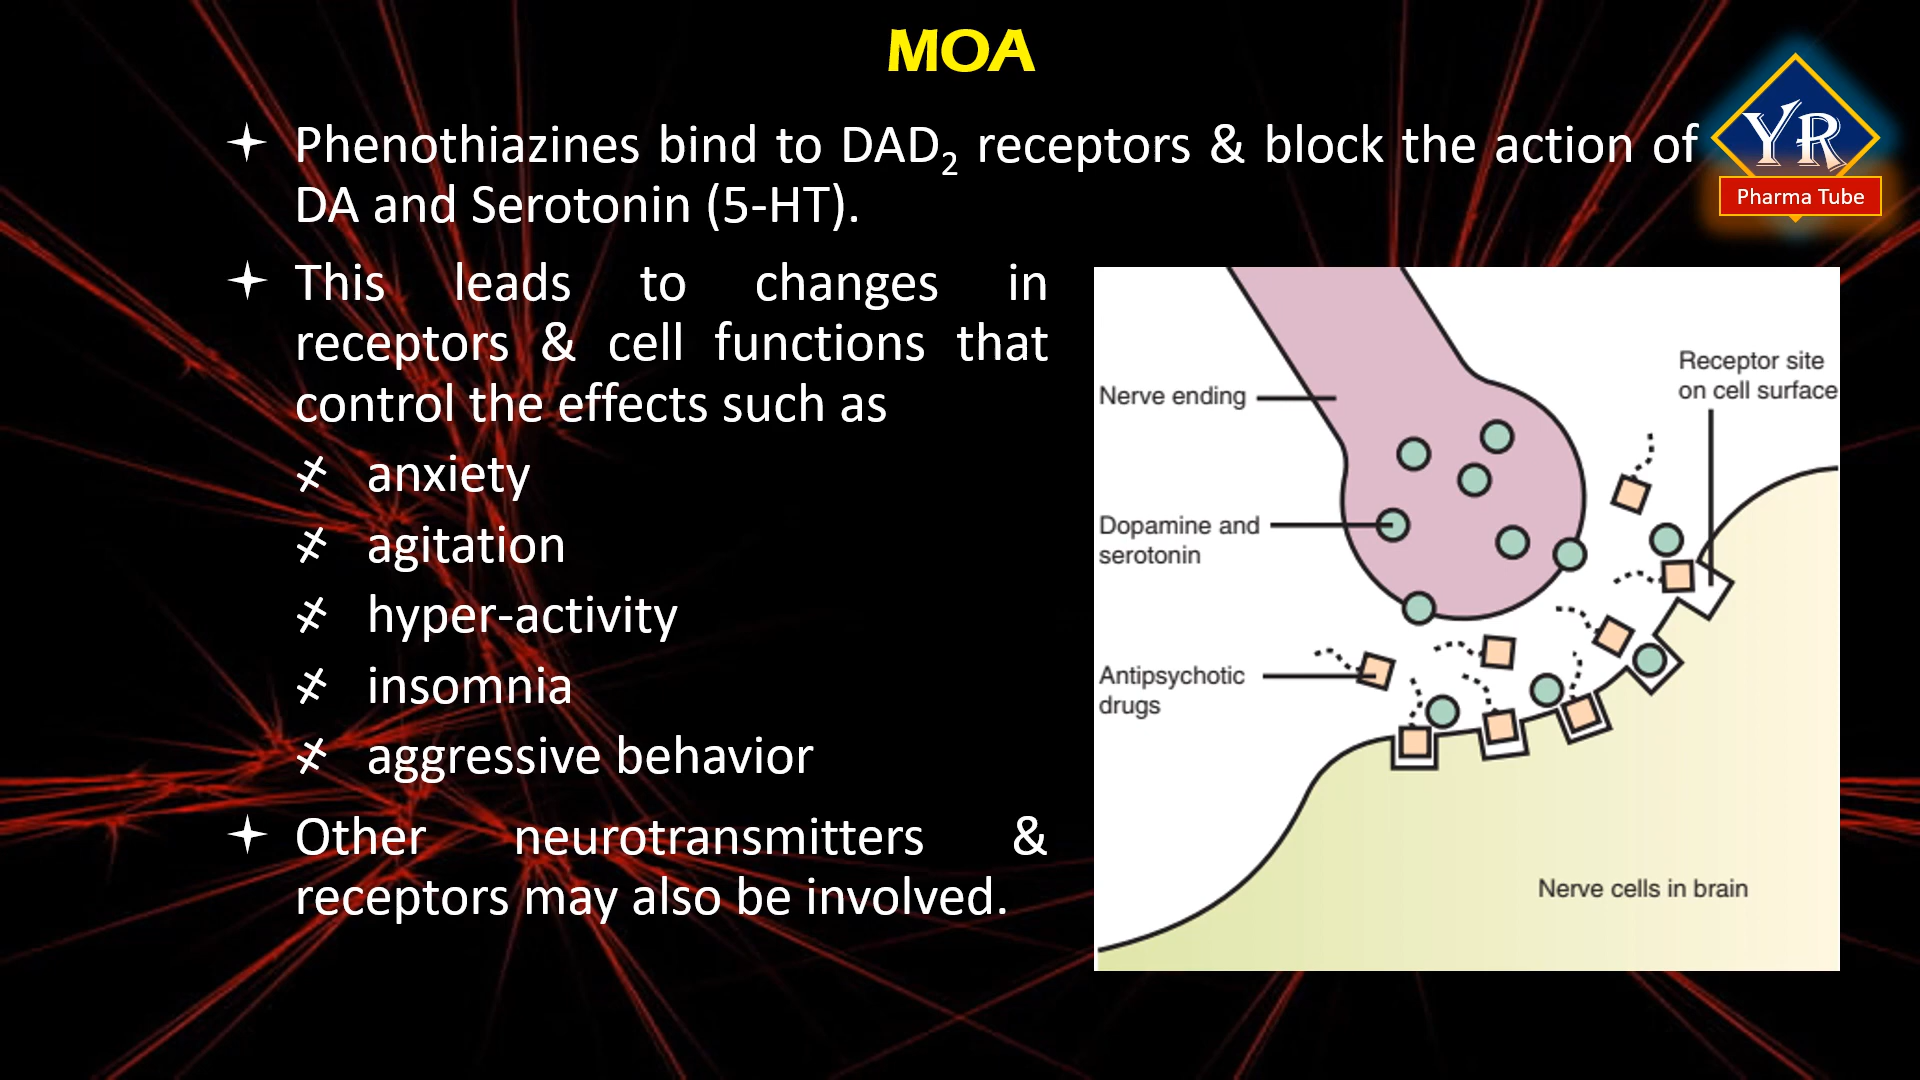 MOA
Phenothiazines bind to DAD₂ receptors & block the action of
DA and Serotonin (5-HT).
YR
Pharma Tube
This leads to changes in
receptors & cell functions that
control the effects such as
anxiety
agitation
hyper-activity
insomnia
aggressive behavior
Other neurotransmitters &
receptors may also be involved.
Receptor site
on cell surface
Nerve ending
Dopamine and
serotonin
Antipsychotic
drugs
Nerve cells in brain